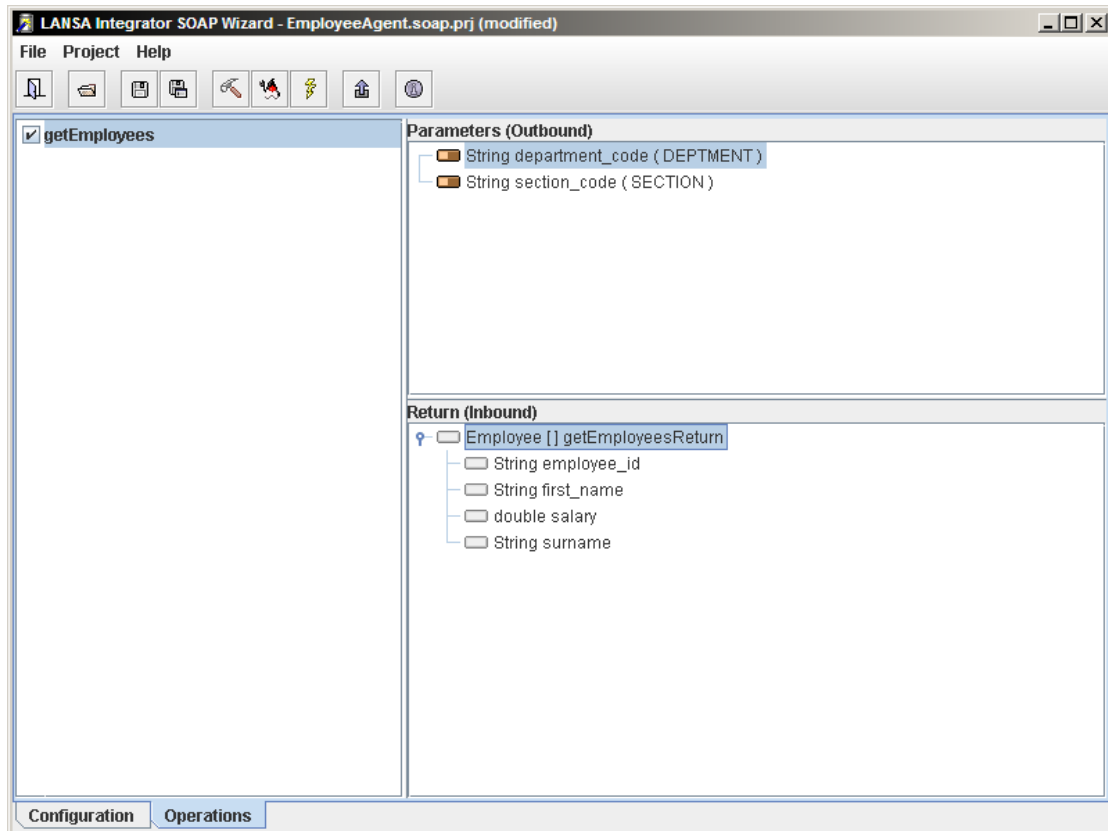 LANSA Integrator SOAP Wizard - EmployeeAgent.soap.prj (modified)
File Project Help
getEmployees
Parameters (Outbound)
String department_code ( DEPTMENT )
String section_code ( SECTION )
Return (Inbound)
Employee [ ] getEmployeesReturn
String employee_id
String first_name
double salary
String surname
Configuration Operations